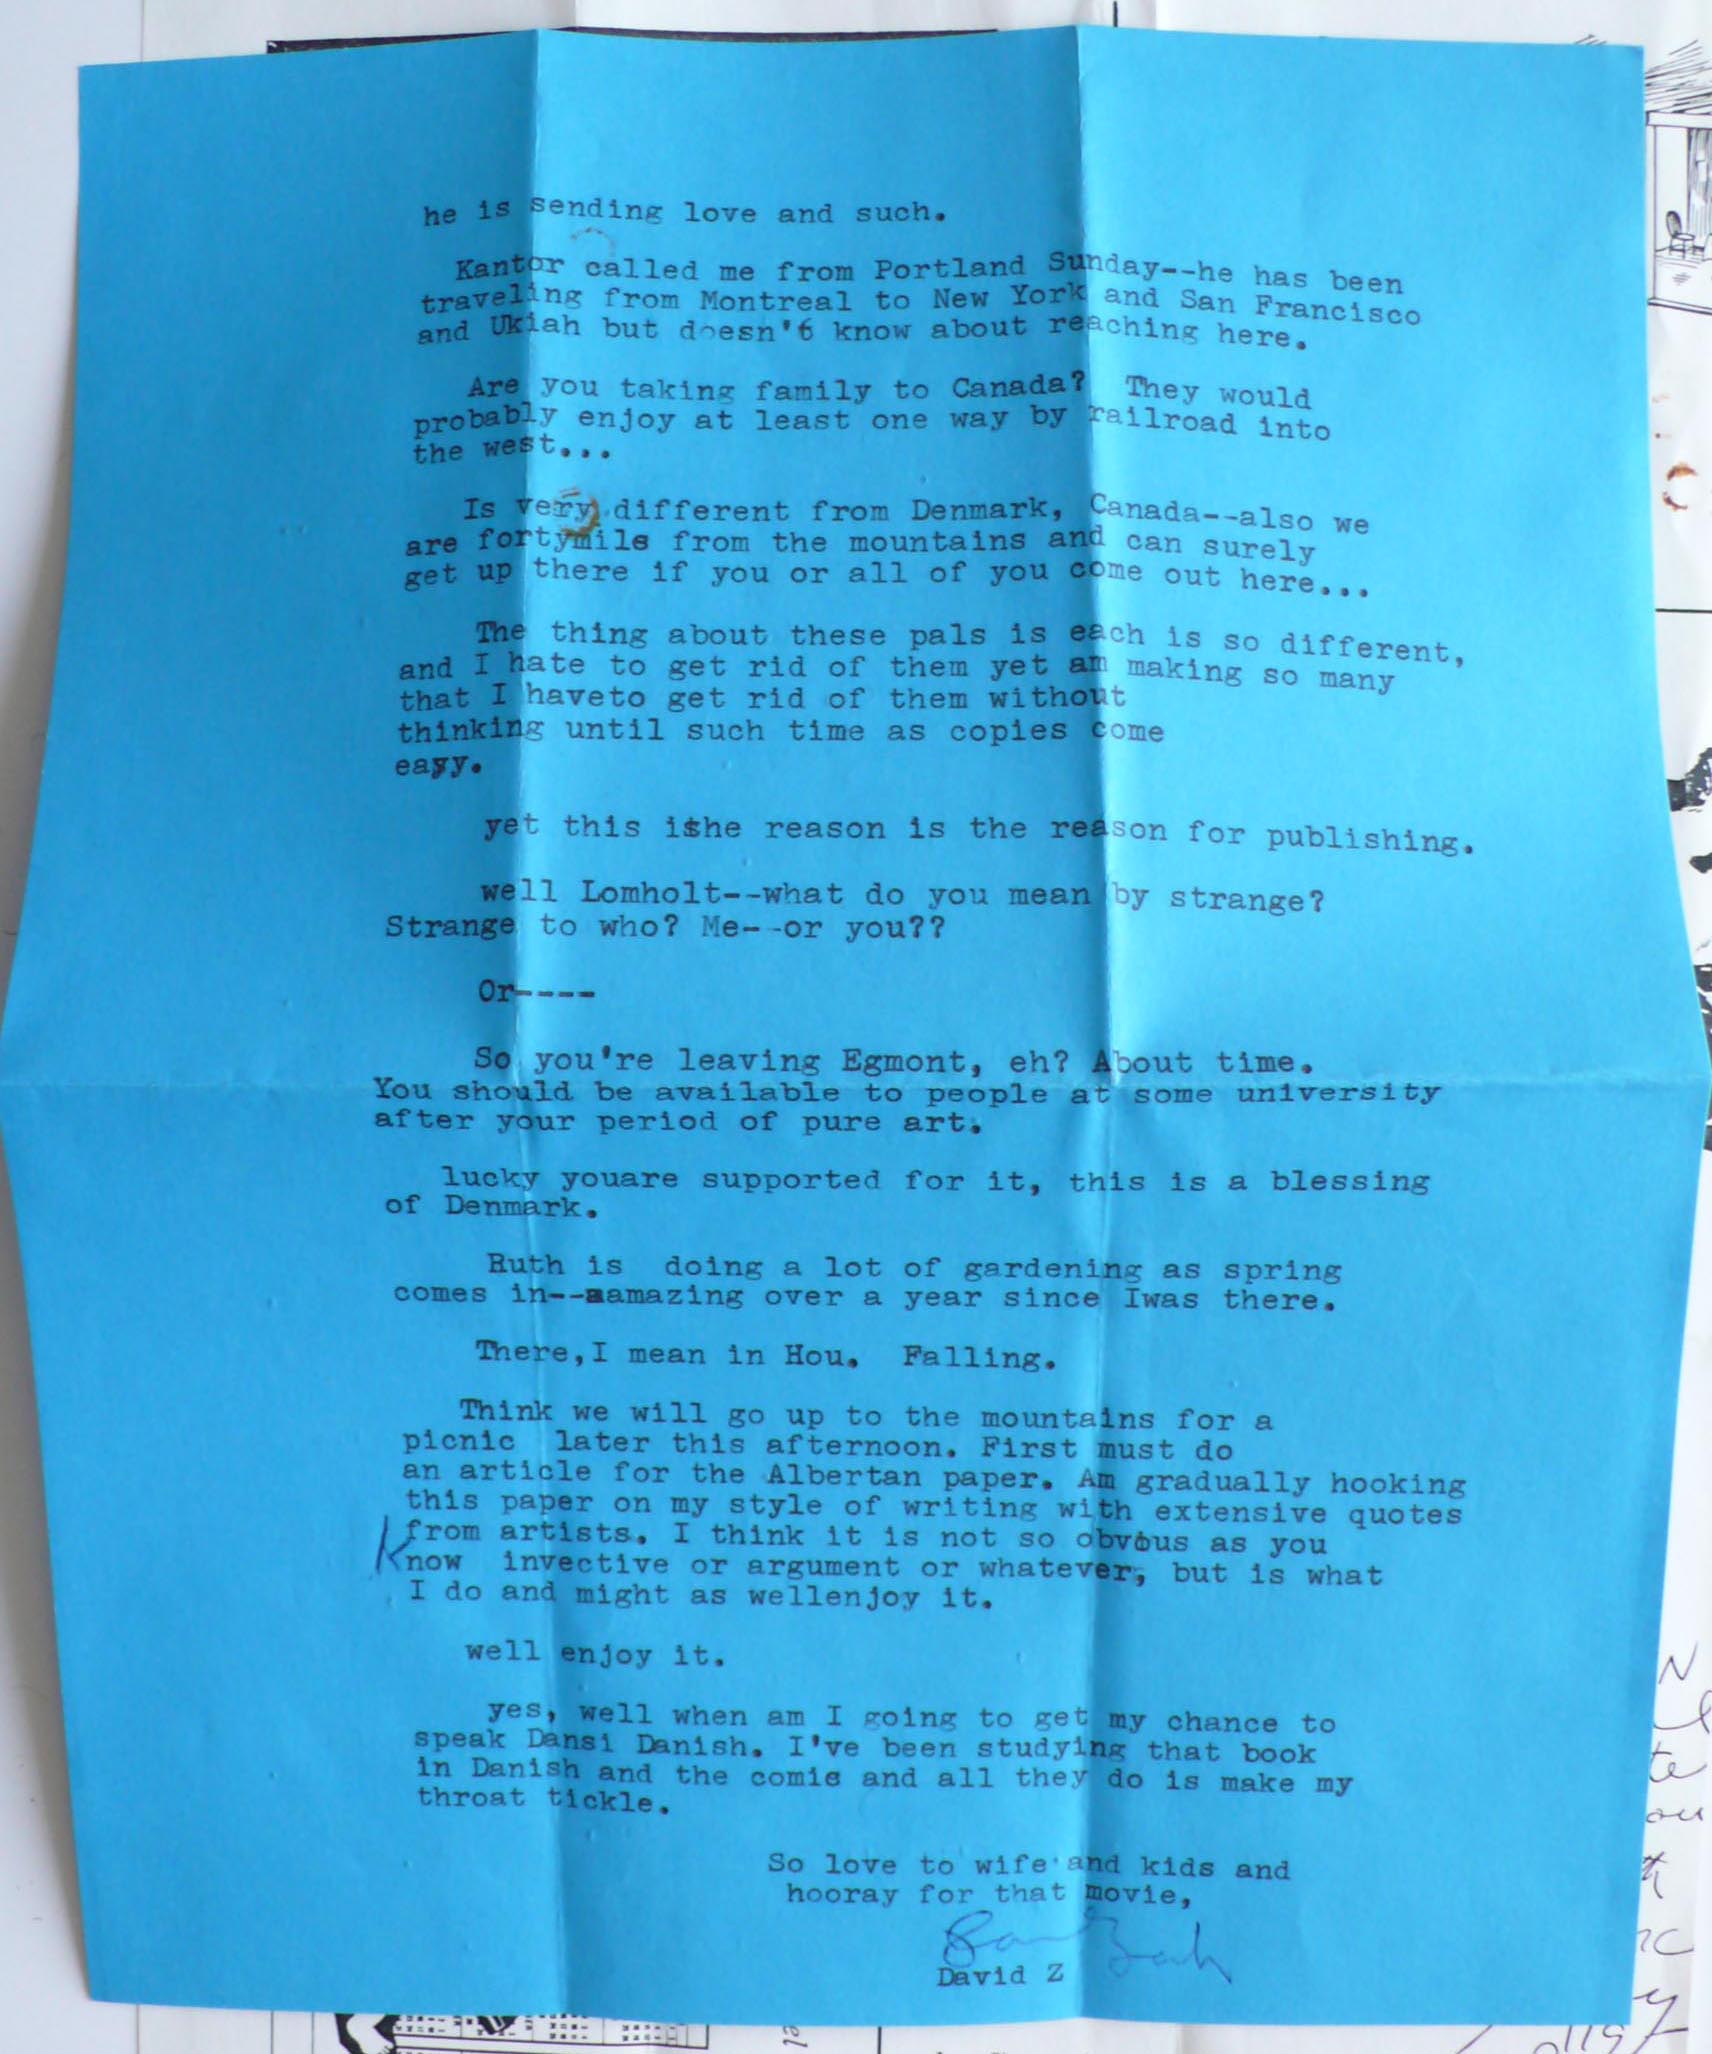 he is sending love and such.
Kantor called me from Portland Sunday--he has been
traveling from Montreal to New York and San Francisco
and Ukiah but doesn'6 know about reaching here.
Are you taking family to Canada? They would
probably enjoy at least one way by railroad into
the west...
Is very different from Denmark, Canada--also we
are fortymils from the mountains and can surely
get up there if you or all of you come out here...
The thing about these pals is each is so different,
and I hate to get rid of them yet am making so many
that I haveto get rid of them without
thinking until such time as copies come
easy.
yet this is the reason is the reason for publishing.
well Lomholt--what do you mean by strange?
Strange to who? Me--or you??
Or----
So you're leaving Egmont, eh? About time.
You should be available to people at some university
after your period of pure art.
lucky youare supported for it, this is a blessing
of Denmark.
Ruth is doing a lot of gardening as spring
comes in--aamazing over a year since Iwas there.
There,I mean in Hou. Falling.
Think we will go up to the mountains for a
picnic later this afternoon. First must do
an article for the Albertan paper. Am gradually hooking
this paper on my style of writing with extensive quotes
from artists. I think it is not so obvious as you
Know invective or argument or whatever, but is what
I do and might as wellenjoy it.
well enjoy it.
yes, well when am I going to get my chance to
speak Dansi Danish. I've been studying that book
in Danish and the comic and all they do is make my
throat tickle.
So love to wife and kids and
hooray for that movie,
David Z